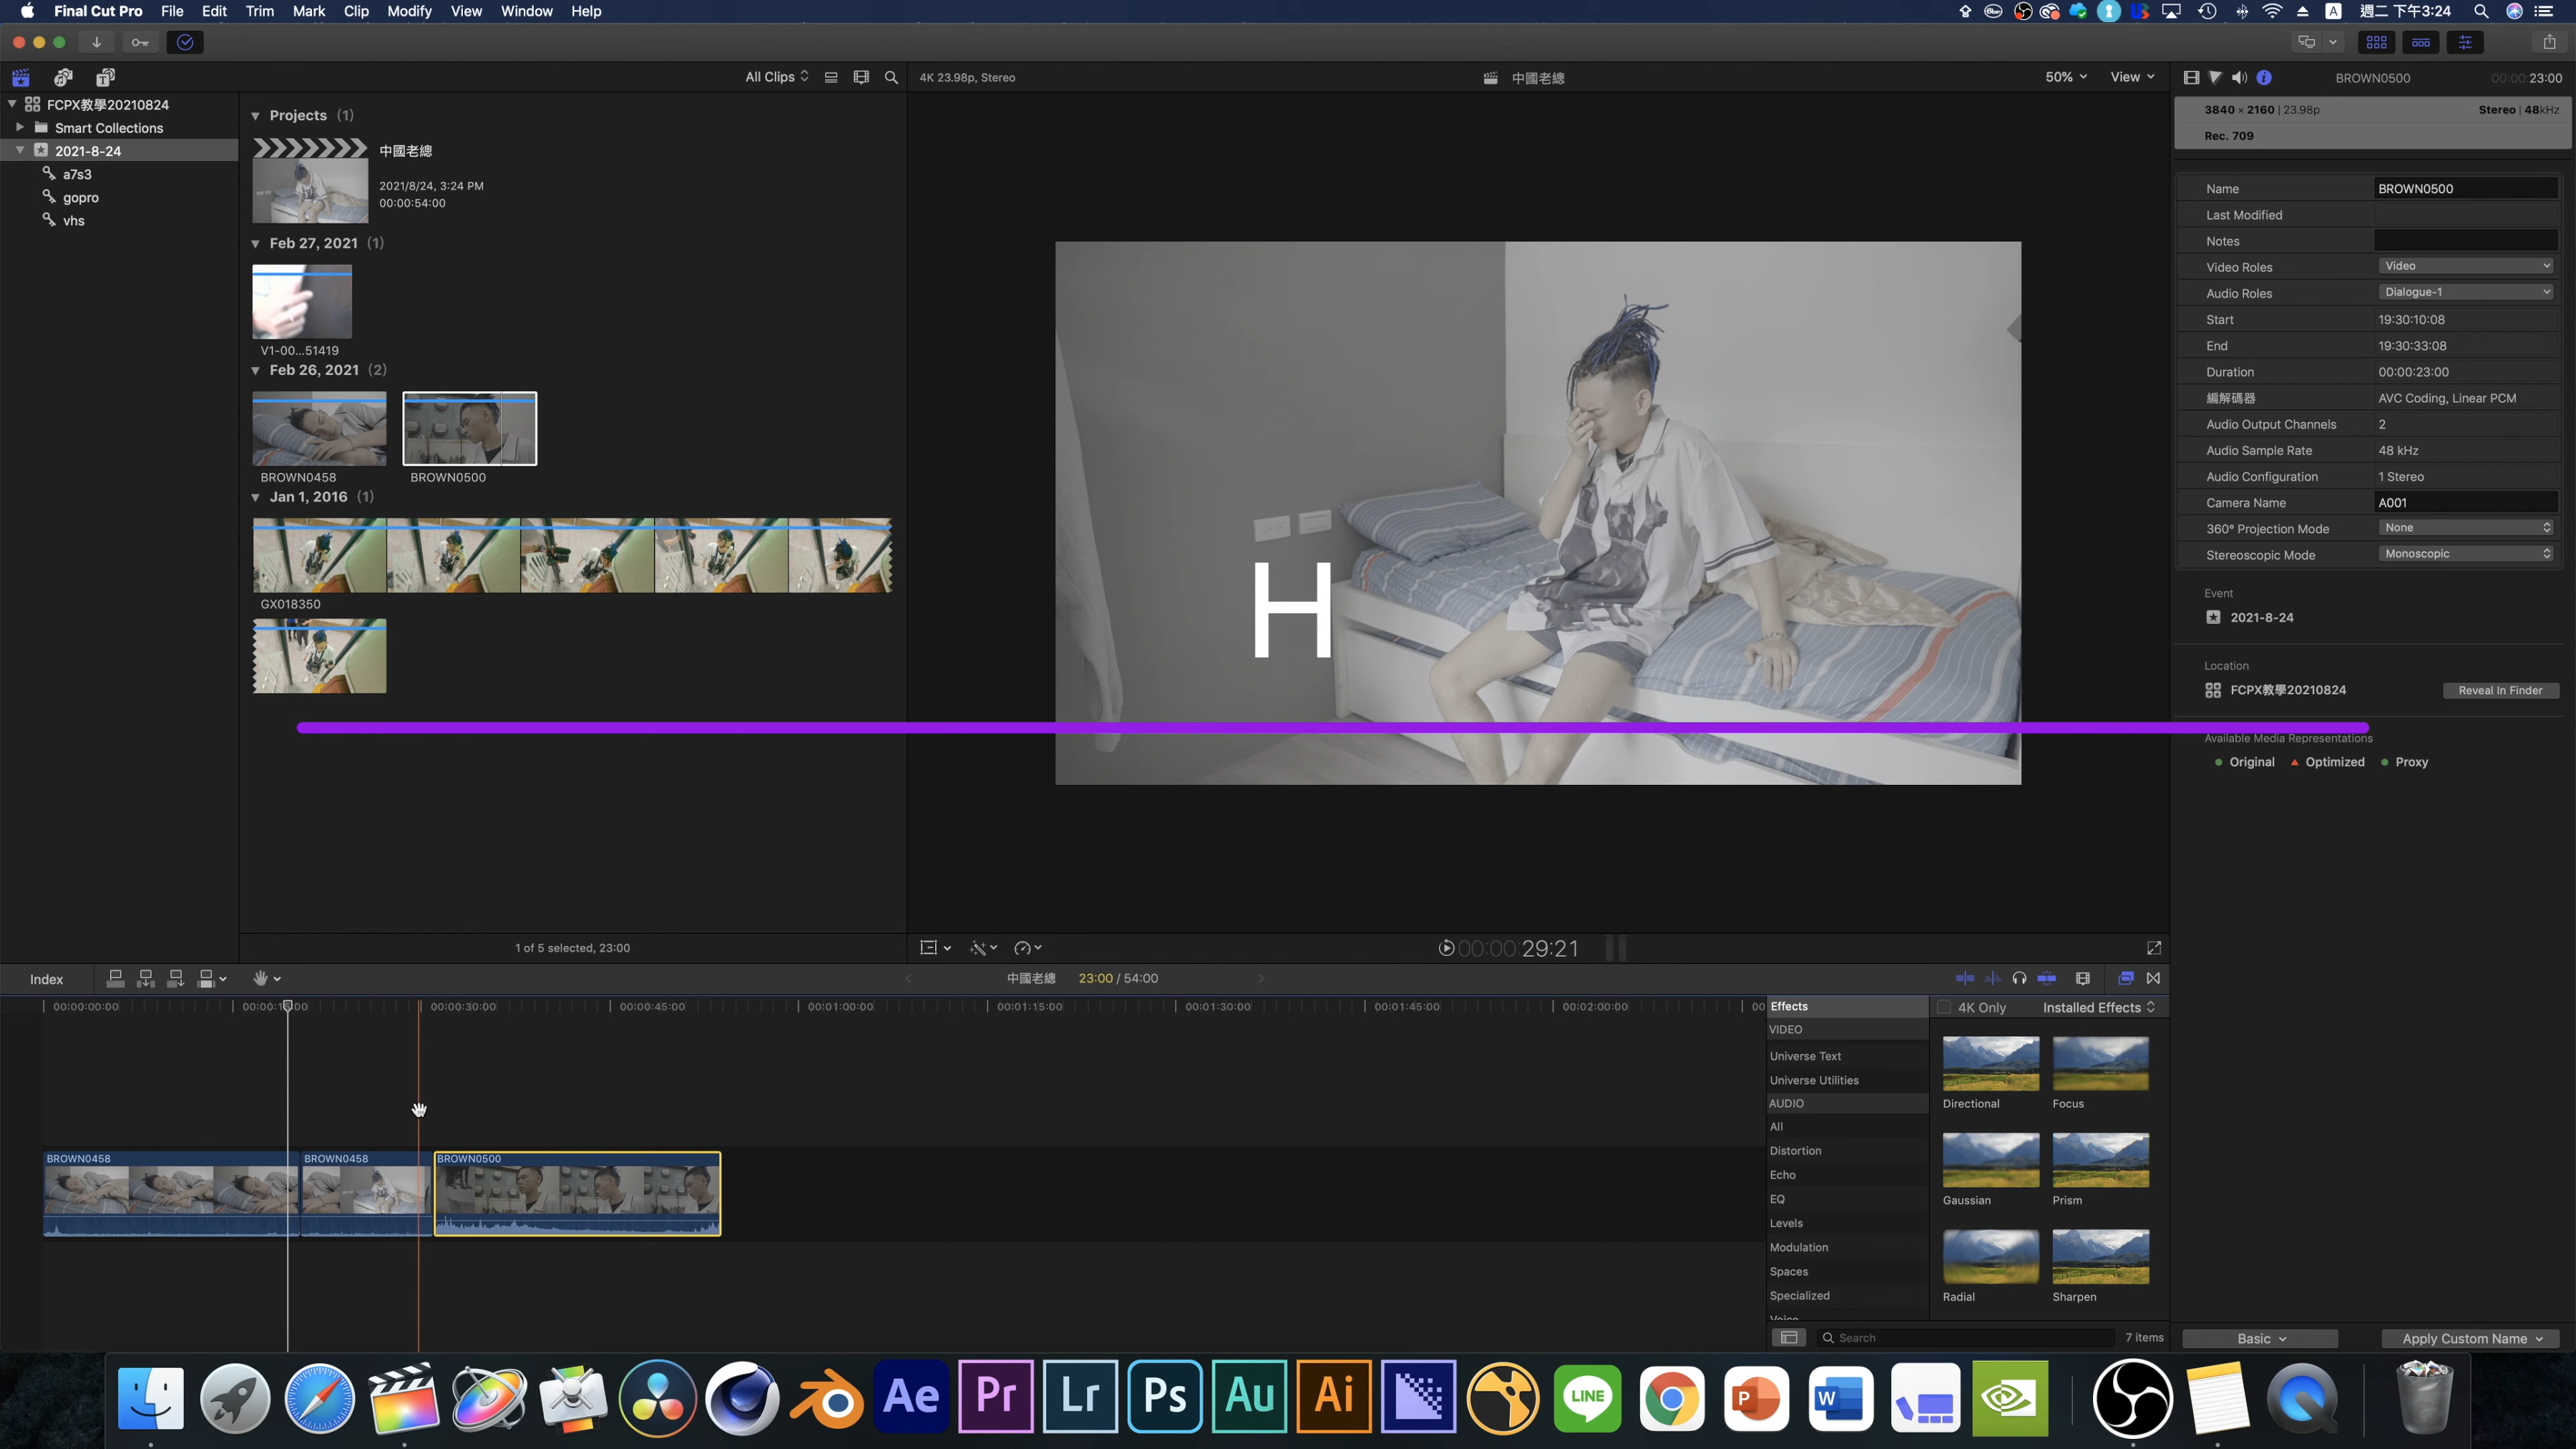 Final Cut Pro File Edit Trim Mark Clip Modify View Window Help
週二 下午3:24
All Clips
4K 23.98p, Stereo
中國老總
50% View
BROWN0500
00:00:23:00
FCPX教學20210824
Smart Collections
2021-8-24
a7s3
gopro
vhs
Projects (1)
中國老總
2021/8/24, 3:24 PM
00:00:54:00
Feb 27, 2021 (1)
V1-00...51419
Feb 26, 2021 (2)
BROWN0458
BROWN0500
Jan 1, 2016 (1)
GX018350
1 of 5 selected, 23:00
H
00:00:29:21
3840 × 2160 | 23.98p
Stereo | 48kHz
Rec. 709
Name BROWN0500
Last Modified
Notes
Video Roles Video
Audio Roles Dialogue-1
Start 19:30:10:08
End 19:30:33:08
Duration 00:00:23:00
編解碼器 AVC Coding, Linear PCM
Audio Output Channels 2
Audio Sample Rate 48 kHz
Audio Configuration 1 Stereo
Camera Name A001
360° Projection Mode None
Stereoscopic Mode Monoscopic
Event
2021-8-24
Location
FCPX教學20210824
Reveal In Finder
Available Media Representations
Original Optimized Proxy
Index
中國老總 23:00 / 54:00
00:00:00:00 00:00:15:00 00:00:30:00 00:00:45:00 00:01:00:00 00:01:15:00 00:01:30:00 00:01:45:00 00:02:00:00 00
BROWN0458
BROWN0458
BROWN0500
Effects
4K Only
Installed Effects
VIDEO
Universe Text
Universe Utilities
AUDIO
All
Distortion
Echo
EQ
Levels
Modulation
Spaces
Specialized
Voice
Directional
Focus
Gaussian
Prism
Radial
Sharpen
Search
7 items
Basic
Apply Custom Name
Ae Pr Lr Ps Au Ai LINE P W